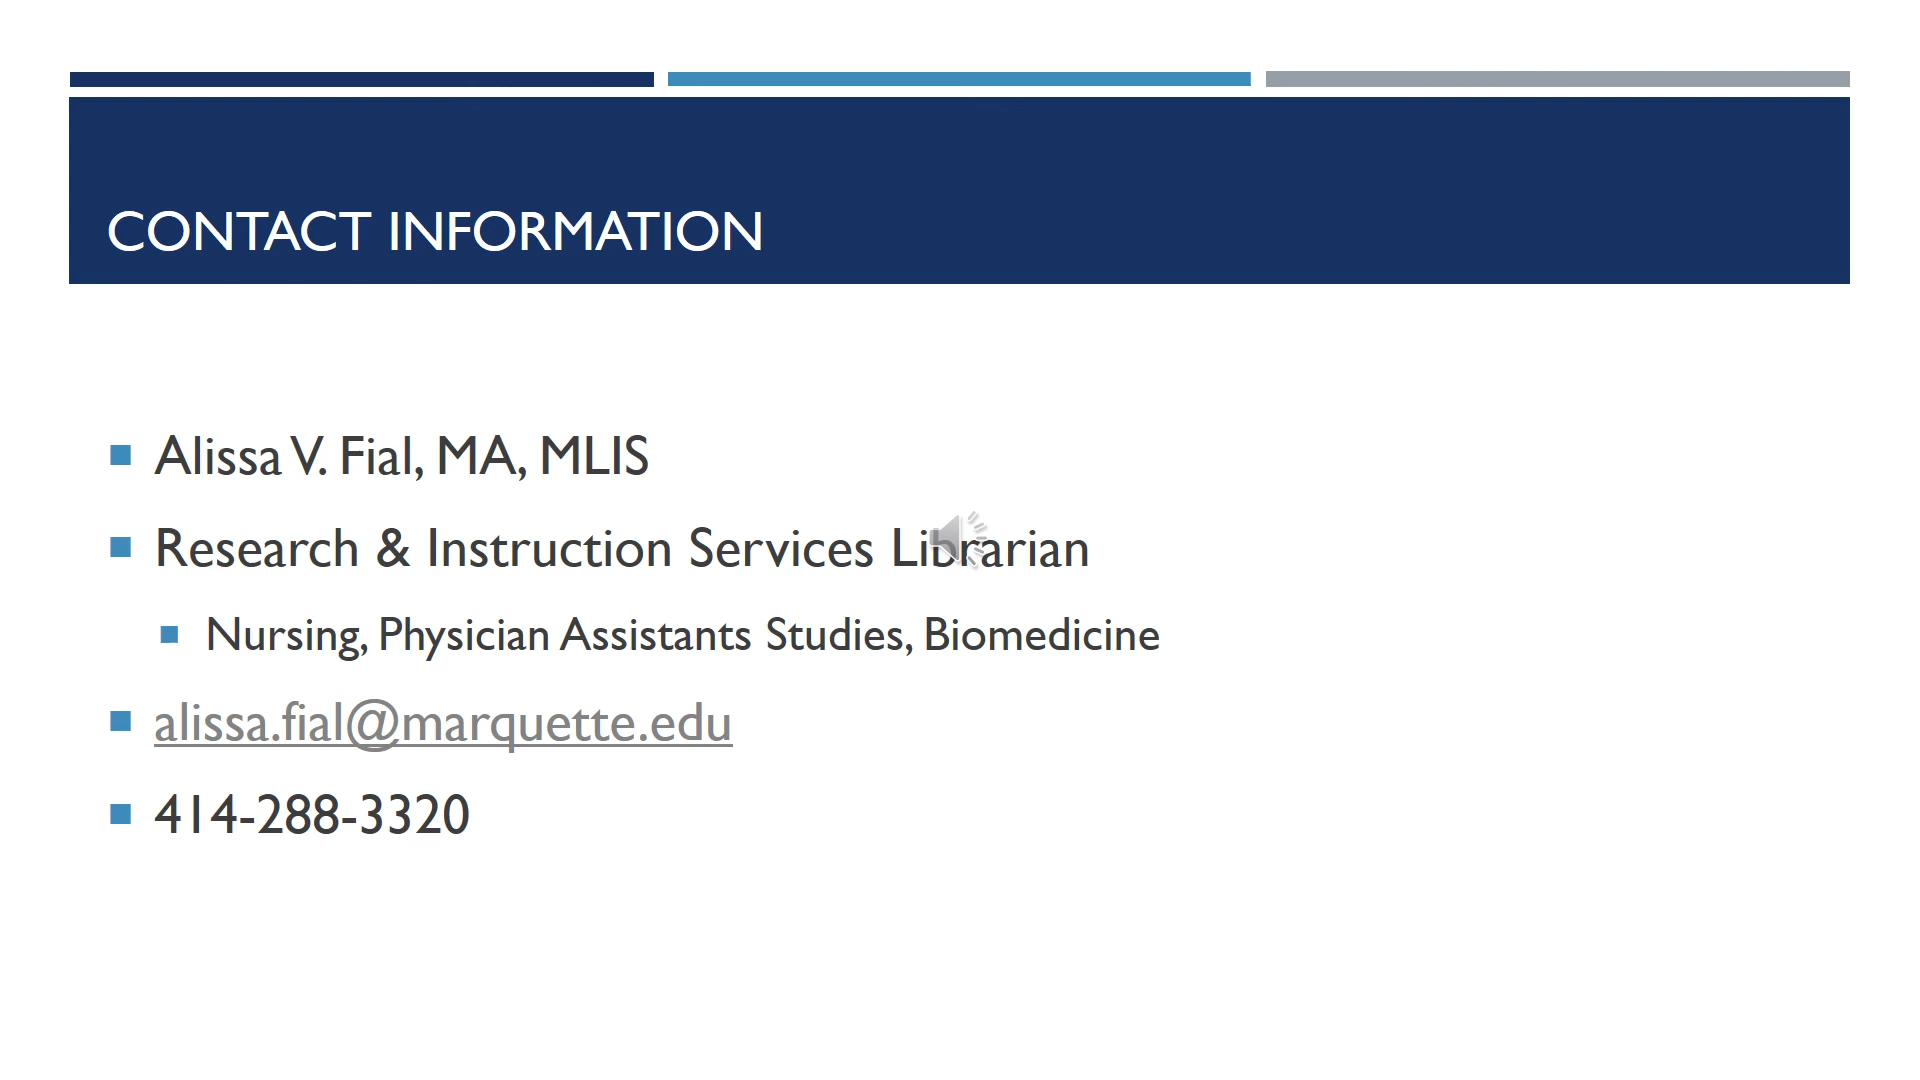 CONTACT INFORMATION
Alissa V. Fial, MA, MLIS
Research & Instruction Services Librarian
Nursing, Physician Assistants Studies, Biomedicine
alissa.fial@marquette.edu
414-288-3320